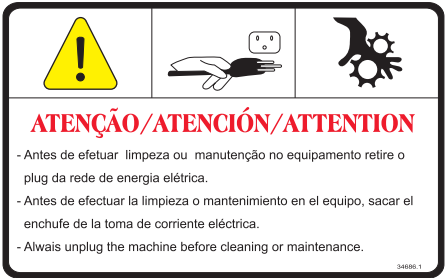 ATENÇÃO/ATENCIÓN/ATTENTION
- Antes de efetuar limpeza ou manutenção no equipamento retire o
plug da rede de energia elétrica.
- Antes de efectuar la limpieza o mantenimiento en el equipo, sacar el
enchufe de la toma de corriente eléctrica.
- Alwais unplug the machine before cleaning or maintenance.
34686.1